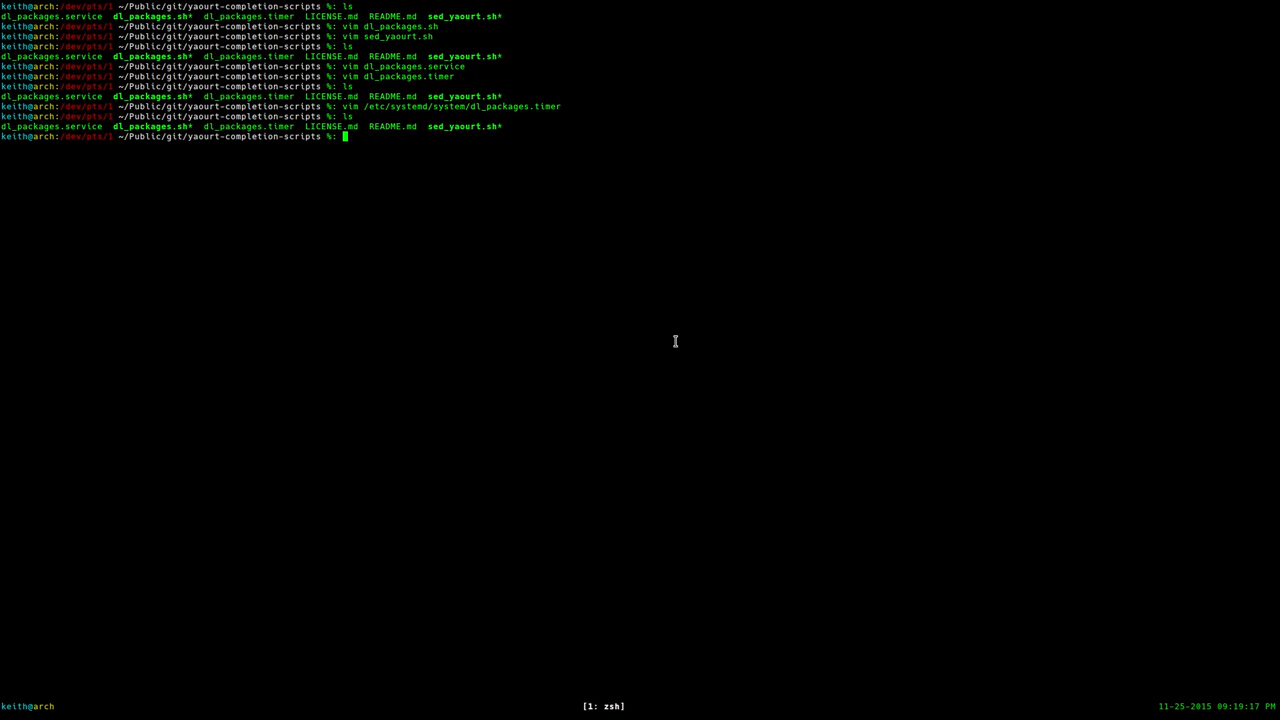 keith@arch:/dev/pts/1 ~/Public/git/yaourt-completion-scripts %: ls
dl_packages.service  dl_packages.sh*  dl_packages.timer  LICENSE.md  README.md  sed_yaourt.sh*
keith@arch:/dev/pts/1 ~/Public/git/yaourt-completion-scripts %: vim dl_packages.sh
keith@arch:/dev/pts/1 ~/Public/git/yaourt-completion-scripts %: vim sed_yaourt.sh
keith@arch:/dev/pts/1 ~/Public/git/yaourt-completion-scripts %: ls
dl_packages.service  dl_packages.sh*  dl_packages.timer  LICENSE.md  README.md  sed_yaourt.sh*
keith@arch:/dev/pts/1 ~/Public/git/yaourt-completion-scripts %: vim dl_packages.service
keith@arch:/dev/pts/1 ~/Public/git/yaourt-completion-scripts %: vim dl_packages.timer
keith@arch:/dev/pts/1 ~/Public/git/yaourt-completion-scripts %: ls
dl_packages.service  dl_packages.sh*  dl_packages.timer  LICENSE.md  README.md  sed_yaourt.sh*
keith@arch:/dev/pts/1 ~/Public/git/yaourt-completion-scripts %: vim /etc/systemd/system/dl_packages.timer
keith@arch:/dev/pts/1 ~/Public/git/yaourt-completion-scripts %: ls
dl_packages.service  dl_packages.sh*  dl_packages.timer  LICENSE.md  README.md  sed_yaourt.sh*
keith@arch:/dev/pts/1 ~/Public/git/yaourt-completion-scripts %:
keith@arch [1: zsh] 11-25-2015 09:19:17 PM